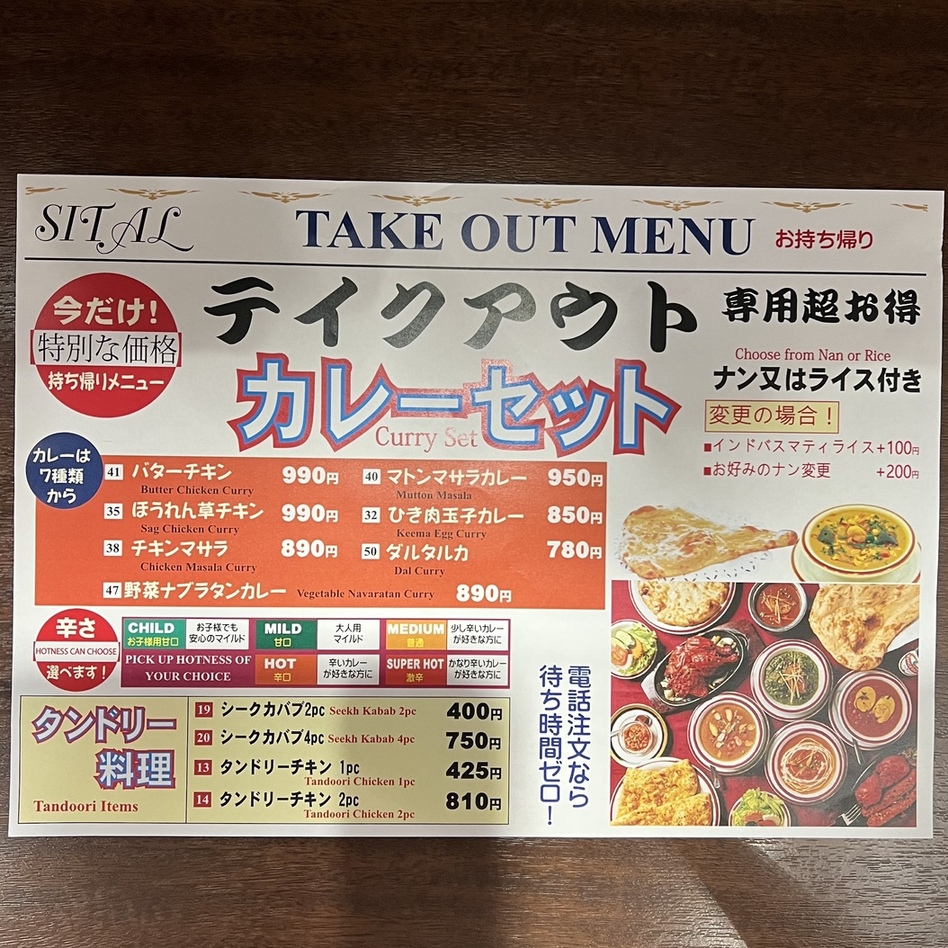 SITAL
TAKE OUT MENU お持ち帰り
今だけ!
特別な価格
持ち帰りメニュー
テイクアウト 専用超お得
カレーセット
Curry Set
Choose from Nan or Rice
ナン又はライス付き
変更の場合!
■インドバスマティライス+100円
■お好みのナン変更 +200円
カレーは
7種類
から
41 バターチキン 990円
Butter Chicken Curry
40 マトンマサラカレー 950円
Mutton Masala
35 ほうれん草チキン 990円
Sag Chicken Curry
32 ひき肉玉子カレー 850円
Keema Egg Curry
38 チキンマサラ 890円
Chicken Masala Curry
50 ダルタルカ 780円
Dal Curry
47 野菜ナブラタンカレー Vegetable Navaratan Curry 890円
辛さ
HOTNESS CAN CHOOSE
選べます!
CHILD
お子様用甘口
お子様でも
安心のマイルド
MILD
甘口
大人用
マイルド
MEDIUM
普通
少し辛いカレー
が好きな方に
PICK UP HOTNESS OF
YOUR CHOICE
HOT
辛口
辛いカレー
が好きな方に
SUPER HOT
激辛
かなり辛いカレー
が好きな方に
タンドリー
料理
Tandoori Items
19 シークカバブ2pc Seekh Kabab 2pc 400円
20 シークカバブ4pc Seekh Kabab 4pc 750円
13 タンドリーチキン 1pc 425円
Tandoori Chicken 1pc
14 タンドリーチキン 2pc 810円
Tandoori Chicken 2pc
電話注文なら
待ち時間ゼロ!